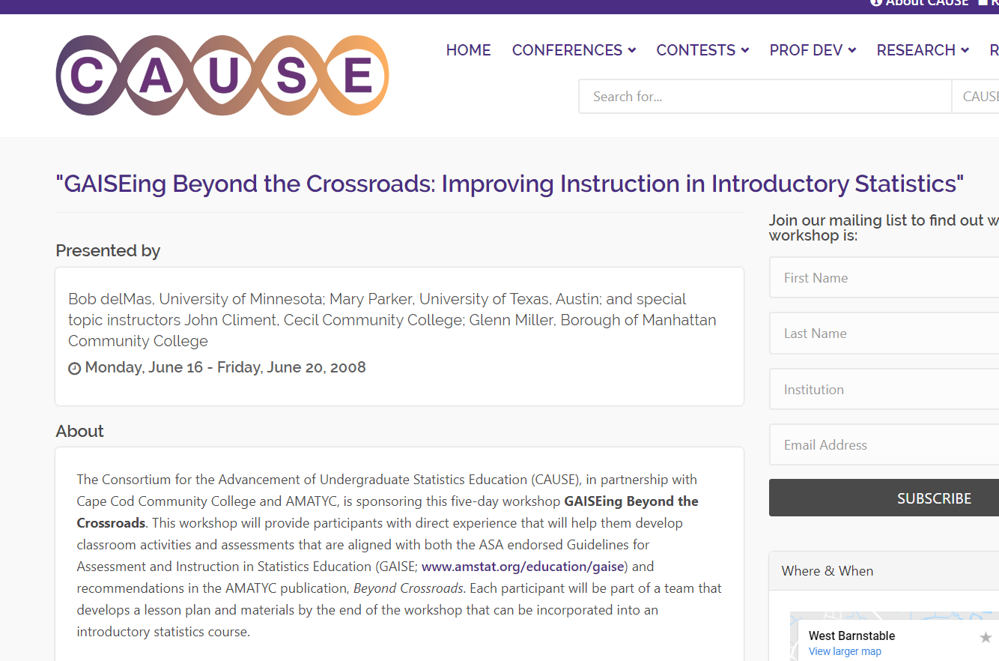 About CAUSE
CAUSE
HOME CONFERENCES CONTESTS PROF DEV RESEARCH
Search for... CAUSE
"GAISEing Beyond the Crossroads: Improving Instruction in Introductory Statistics"
Join our mailing list to find out
workshop is:
Presented by
Bob delMas, University of Minnesota; Mary Parker, University of Texas, Austin; and special
topic instructors John Climent, Cecil Community College; Glenn Miller, Borough of Manhattan
Community College
Monday, June 16 - Friday, June 20, 2008
First Name
Last Name
Institution
Email Address
SUBSCRIBE
About
The Consortium for the Advancement of Undergraduate Statistics Education (CAUSE), in partnership with
Cape Cod Community College and AMATYC, is sponsoring this five-day workshop GAISEing Beyond the
Crossroads. This workshop will provide participants with direct experience that will help them develop
classroom activities and assessments that are aligned with both the ASA endorsed Guidelines for
Assessment and Instruction in Statistics Education (GAISE; www.amstat.org/education/gaise) and
recommendations in the AMATYC publication, Beyond Crossroads. Each participant will be part of a team that
develops a lesson plan and materials by the end of the workshop that can be incorporated into an
introductory statistics course.
Where & When
West Barnstable
View larger map